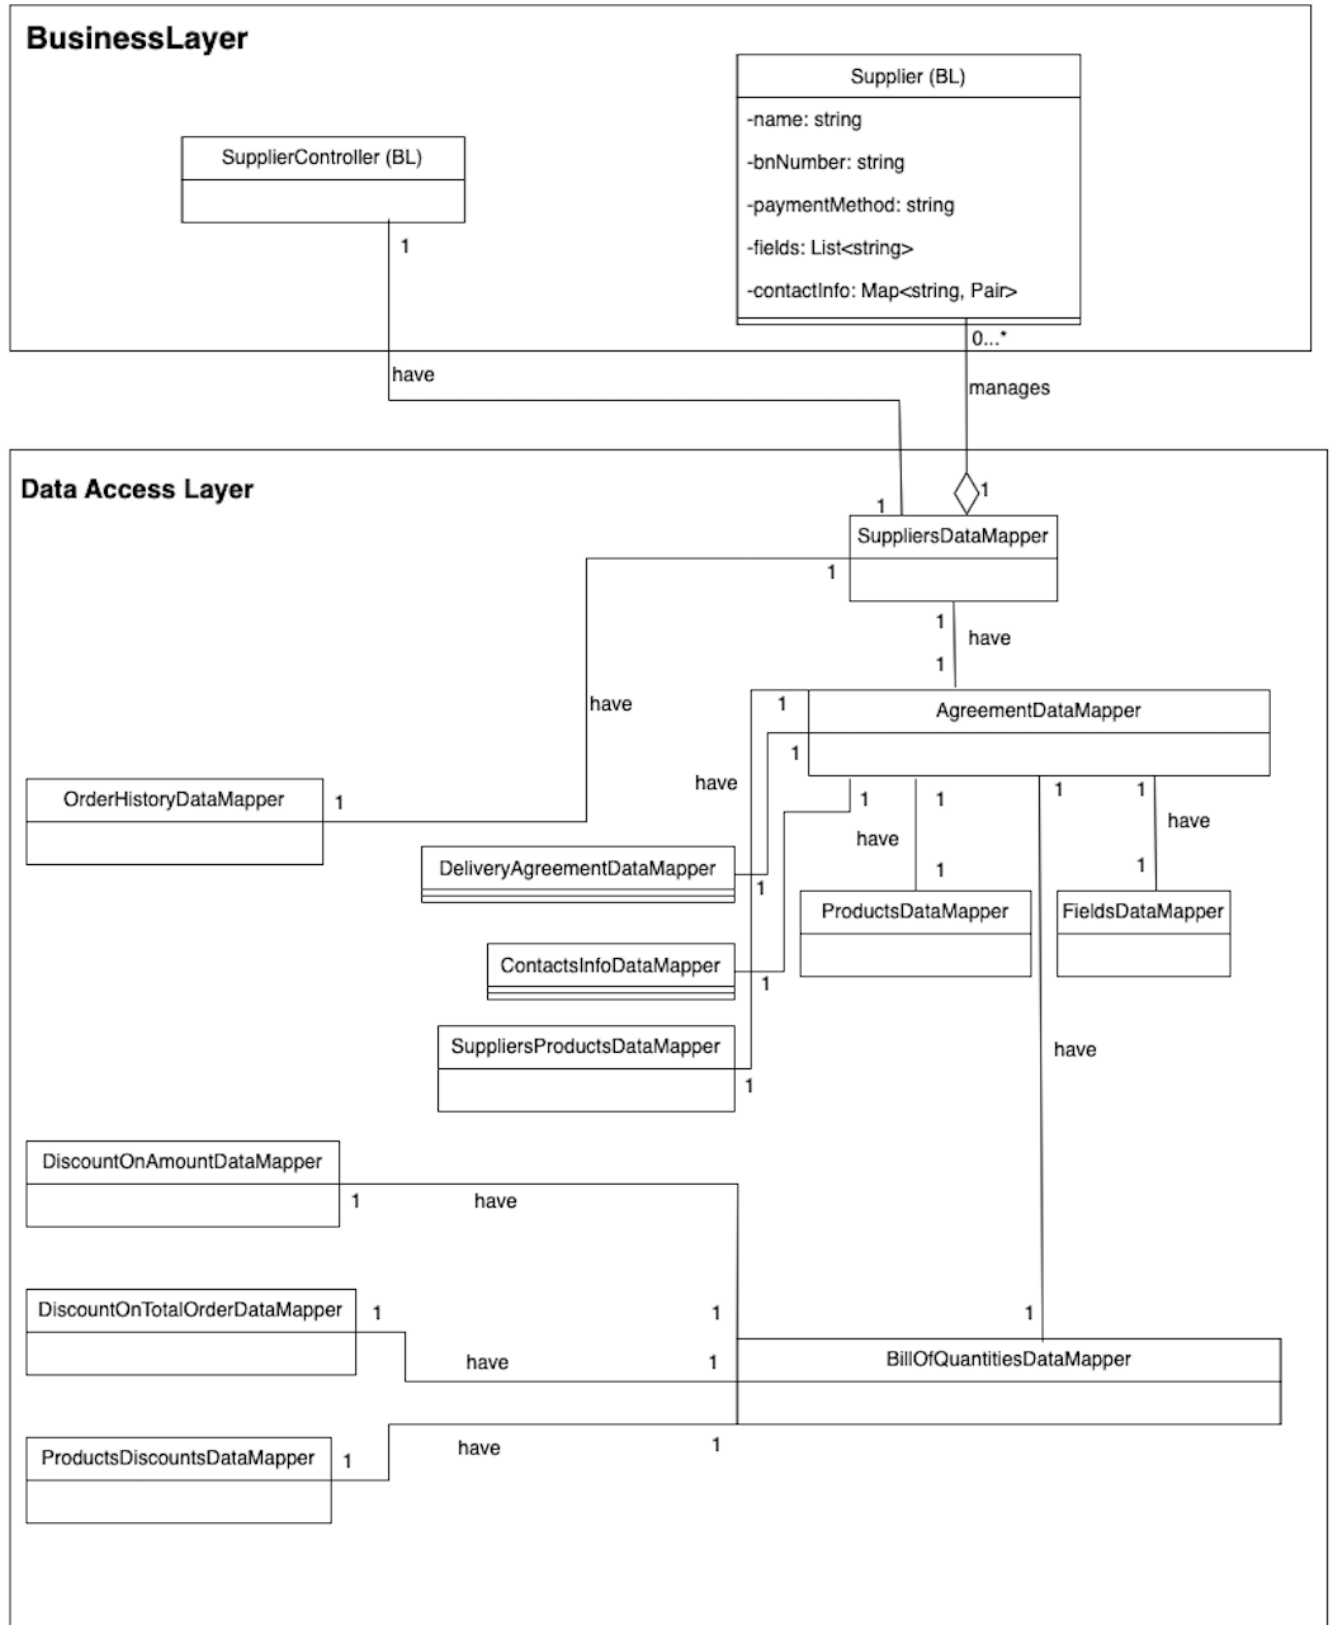 BusinessLayer
Supplier (BL)
-name: string
-bnNumber: string
-paymentMethod: string
-fields: List<string>
-contactInfo: Map<string, Pair>
SupplierController (BL)
1
0...*
have
manages
Data Access Layer
1
1
SuppliersDataMapper
1
1
have
1
have
1
AgreementDataMapper
1
have
OrderHistoryDataMapper
1
1
1
1
1
have
have
1
1
DeliveryAgreementDataMapper
1
ProductsDataMapper
FieldsDataMapper
ContactsInfoDataMapper
1
SuppliersProductsDataMapper
1
have
DiscountOnAmountDataMapper
1
have
DiscountOnTotalOrderDataMapper
1
1
1
have
1
BillOfQuantitiesDataMapper
ProductsDiscountsDataMapper
1
have
1